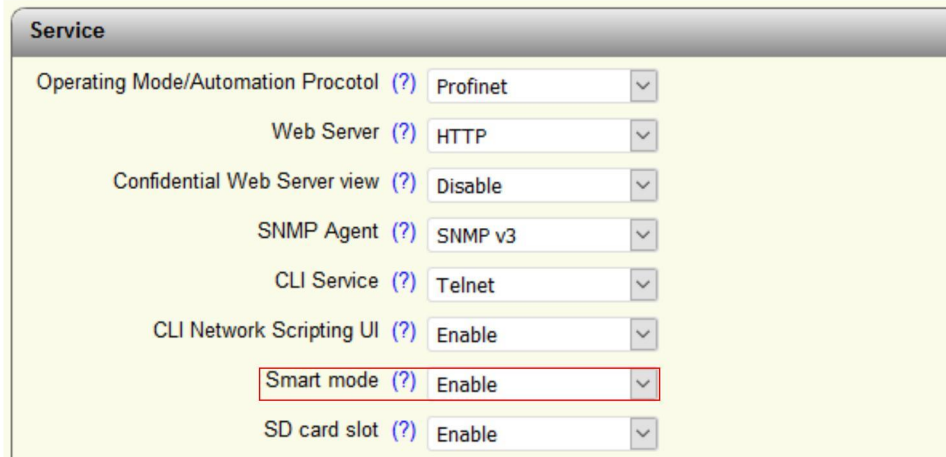 Service
Operating Mode/Automation Procotol (?) Profinet
Web Server (?) HTTP
Confidential Web Server view (?) Disable
SNMP Agent (?) SNMP v3
CLI Service (?) Telnet
CLI Network Scripting UI (?) Enable
Smart mode (?) Enable
SD card slot (?) Enable